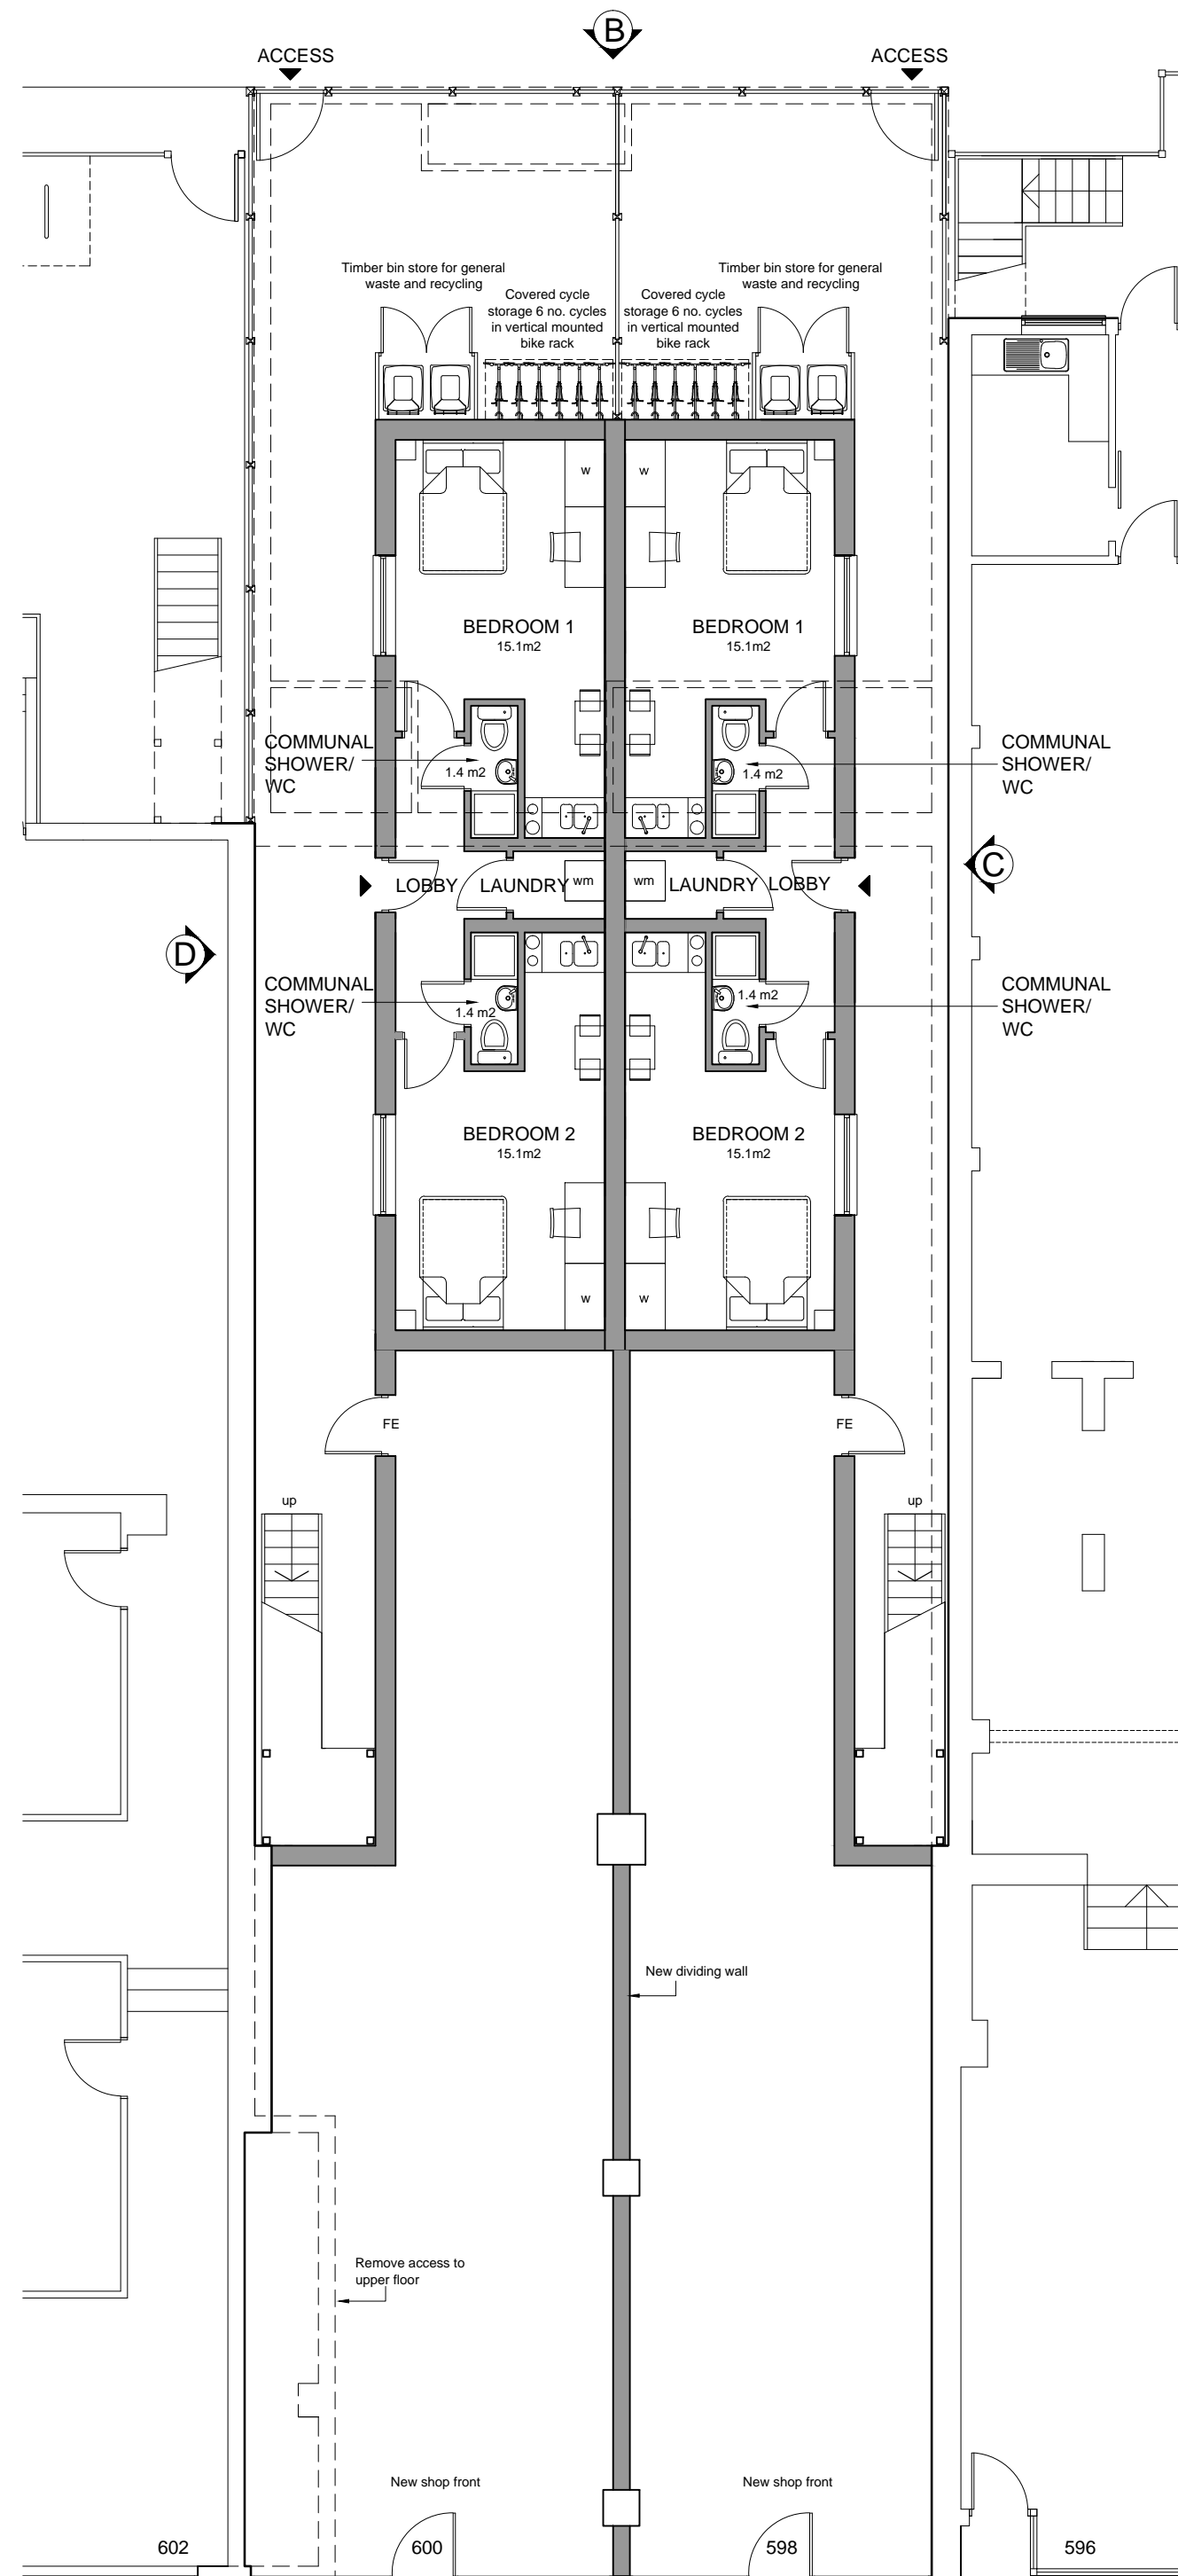 B
ACCESS
ACCESS
Timber bin store for general
waste and recycling
Covered cycle
storage 6 no. cycles
in vertical mounted
bike rack
Covered cycle
storage 6 no. cycles
in vertical mounted
bike rack
Timber bin store for general
waste and recycling
w
w
BEDROOM 1
15.1m2
BEDROOM 1
15.1m2
COMMUNAL
SHOWER/
WC
1.4 m2
1.4 m2
COMMUNAL
SHOWER/
WC
LOBBY
LAUNDRY
wm
wm
LAUNDRY
LOBBY
C
D
COMMUNAL
SHOWER/
WC
1.4 m2
1.4 m2
COMMUNAL
SHOWER/
WC
BEDROOM 2
15.1m2
BEDROOM 2
15.1m2
w
w
FE
FE
up
up
New dividing wall
Remove access to
upper floor
New shop front
New shop front
602
600
598
596